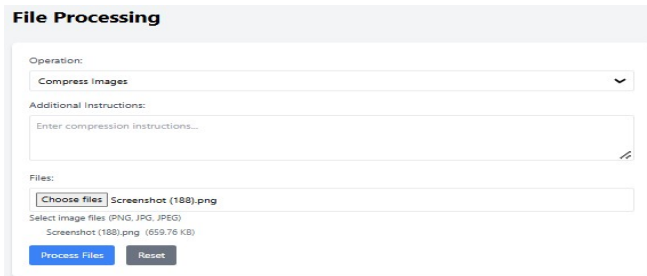 File Processing
Operation:
Compress Images
Additional Instructions:
Enter compression instructions...
Files:
Choose files Screenshot (188).png
Select image files (PNG, JPG, JPEG)
Screenshot (188).png (659.76 KB)
Process Files Reset